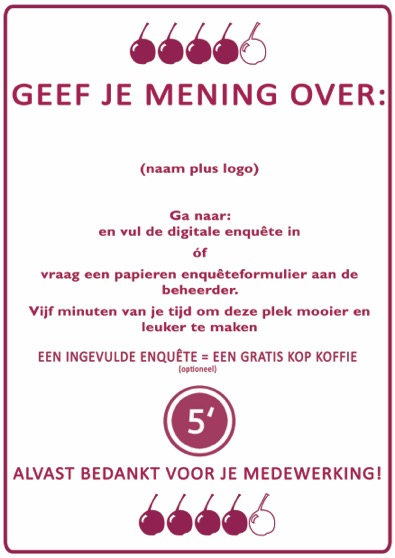 GEEF JE MENING OVER:
(naam plus logo)
Ga naar:
en vul de digitale enquête in
óf
vraag een papieren enquêteformulier aan de
beheerder.
Vijf minuten van je tijd om deze plek mooier en
leuker te maken
EEN INGEVULDE ENQUÊTE = EEN GRATIS KOP KOFFIE
(optioneel)
5‘
ALVAST BEDANKT VOOR JE MEDEWERKING!